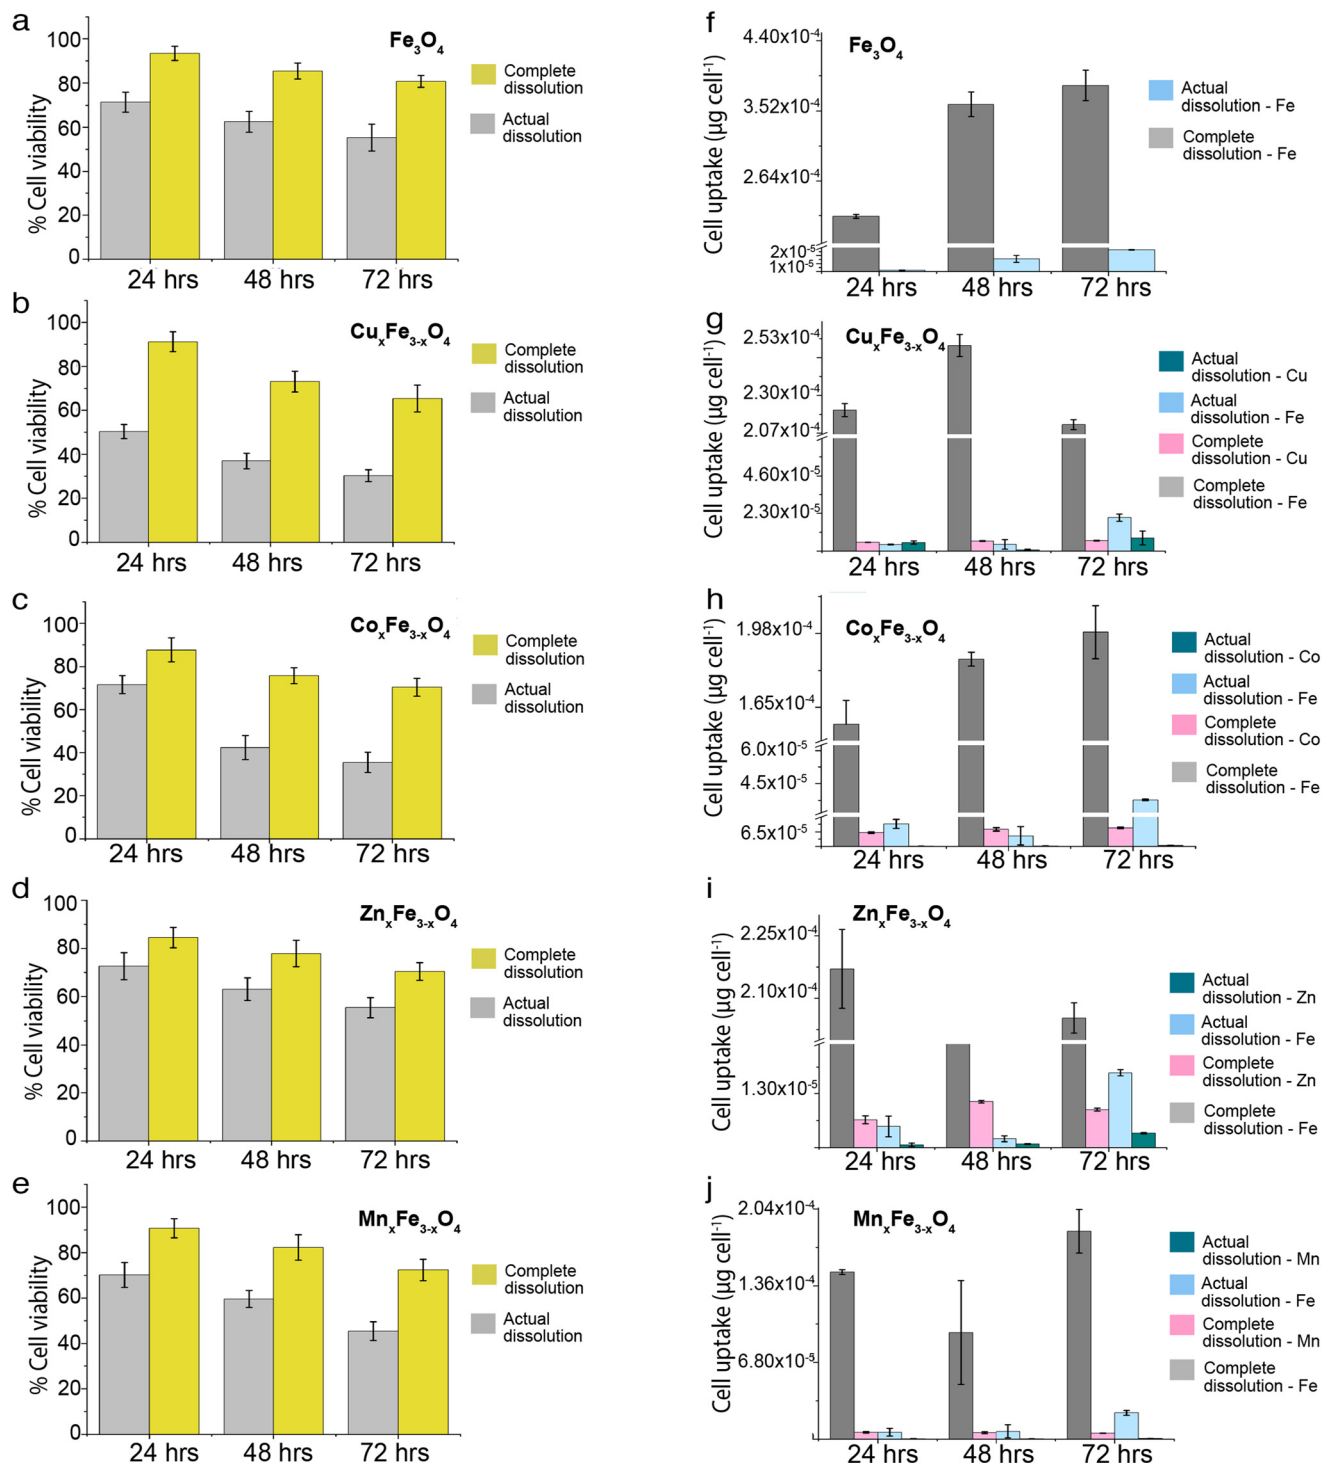 a
Fe3O4
% Cell viability
100
80
60
40
20
0
24 hrs
48 hrs
72 hrs
Complete
dissolution
Actual
dissolution
b
CuxFe3-xO4
% Cell viability
100
80
60
40
20
0
24 hrs
48 hrs
72 hrs
Complete
dissolution
Actual
dissolution
c
CoxFe3-xO4
% Cell viability
100
80
60
40
20
0
24 hrs
48 hrs
72 hrs
Complete
dissolution
Actual
dissolution
d
ZnxFe3-xO4
% Cell viability
100
80
60
40
20
0
24 hrs
48 hrs
72 hrs
Complete
dissolution
Actual
dissolution
e
MnxFe3-xO4
% Cell viability
100
80
60
40
20
0
24 hrs
48 hrs
72 hrs
Complete
dissolution
Actual
dissolution
f
Fe3O4
Cell uptake (µg cell-1)
4.40x10-4
3.52x10-4
2.64x10-4
2x10-5
1x10-5
24 hrs
48 hrs
72 hrs
Actual
dissolution - Fe
Complete
dissolution - Fe
g
CuxFe3-xO4
Cell uptake (µg cell-1)
2.53x10-4
2.30x10-4
2.07x10-4
4.60x10-5
2.30x10-5
24 hrs
48 hrs
72 hrs
Actual
dissolution - Cu
Actual
dissolution - Fe
Complete
dissolution - Cu
Complete
dissolution - Fe
h
CoxFe3-xO4
Cell uptake (µg cell-1)
1.98x10-4
1.65x10-4
6.0x10-5
4.5x10-5
6.5x10-5
24 hrs
48 hrs
72 hrs
Actual
dissolution - Co
Actual
dissolution - Fe
Complete
dissolution - Co
Complete
dissolution - Fe
i
ZnxFe3-xO4
Cell uptake (µg cell-1)
2.25x10-4
2.10x10-4
1.30x10-5
24 hrs
48 hrs
72 hrs
Actual
dissolution - Zn
Actual
dissolution - Fe
Complete
dissolution - Zn
Complete
dissolution - Fe
j
MnxFe3-xO4
Cell uptake (µg cell-1)
2.04x10-4
1.36x10-4
6.80x10-5
24 hrs
48 hrs
72 hrs
Actual
dissolution - Mn
Actual
dissolution - Fe
Complete
dissolution - Mn
Complete
dissolution - Fe